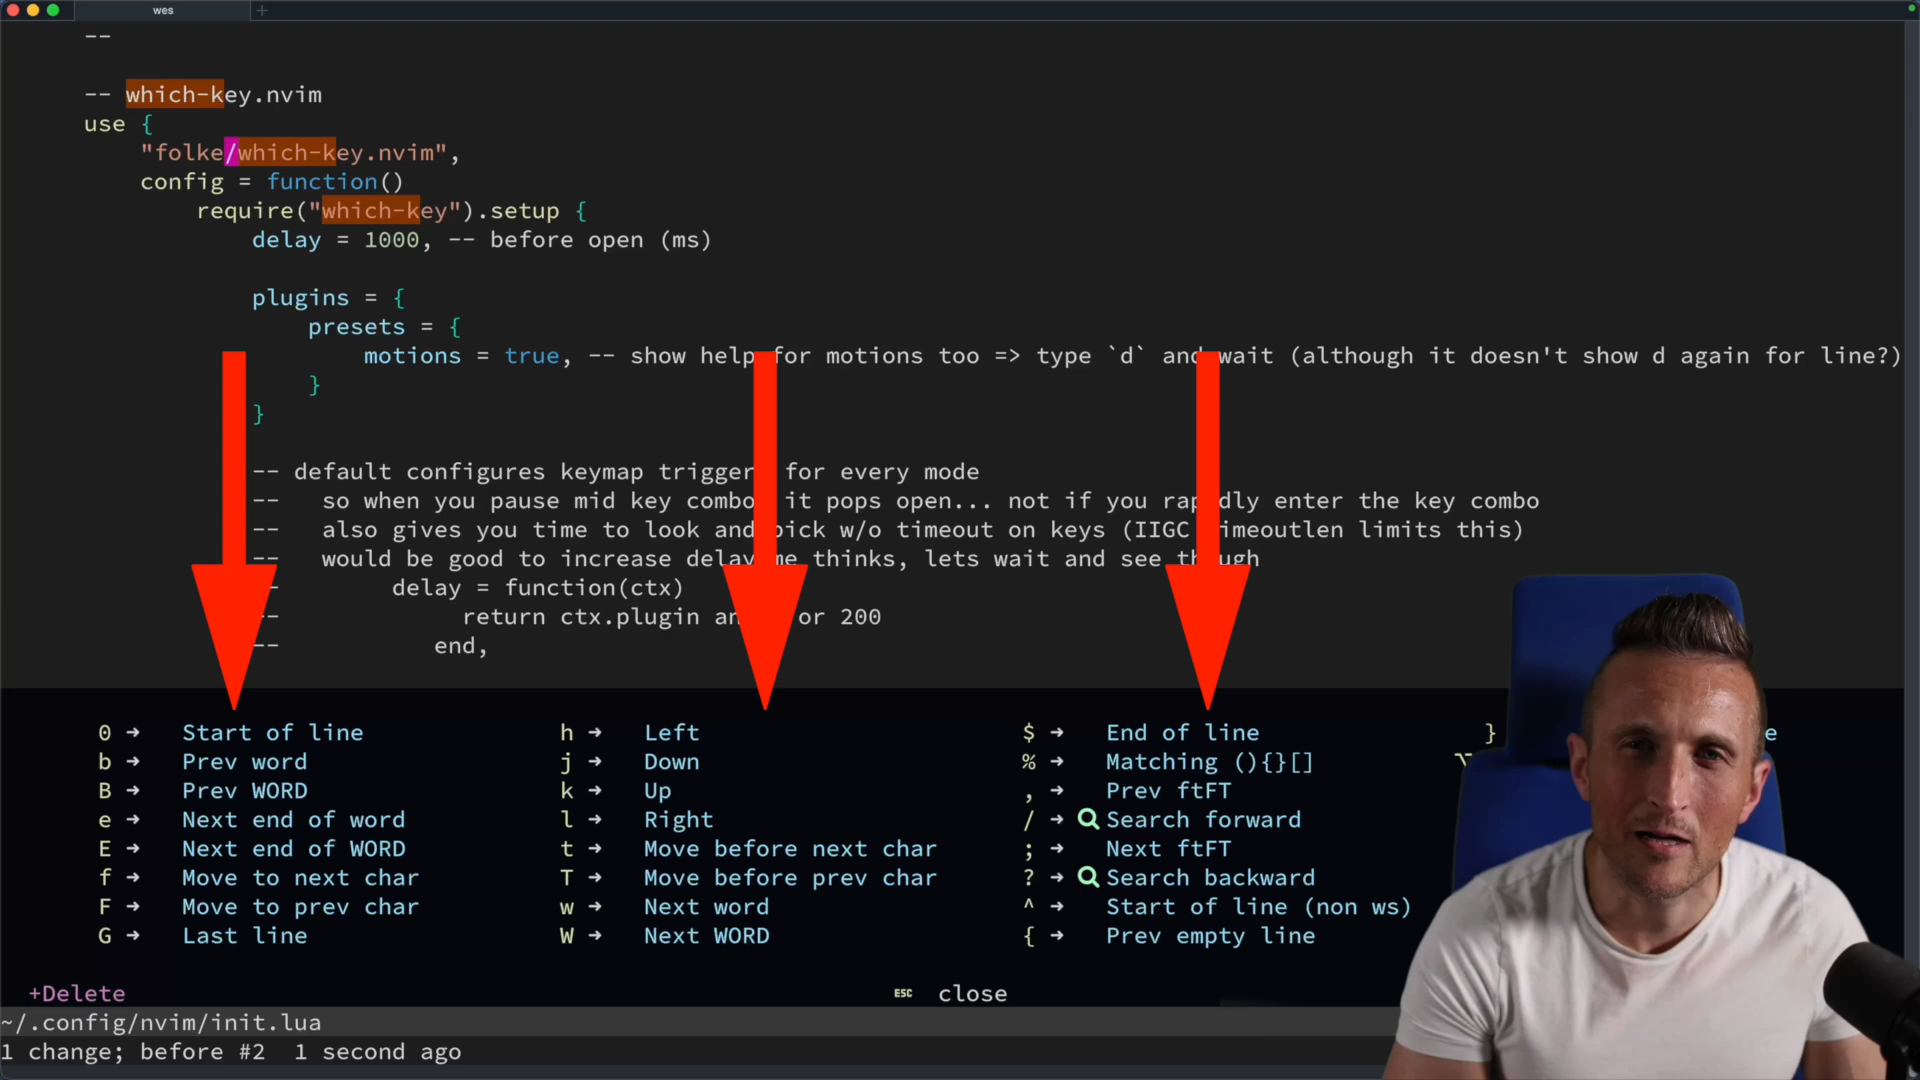 wes
--
-- which-key.nvim
use {
"folke/which-key.nvim",
config = function()
require("which-key").setup {
delay = 1000, -- before open (ms)
plugins = {
presets = {
motions = true, -- show help for motions too => type `d` and wait (although it doesn't show d again for line?)
}
}
-- default configures keymap trigger for every mode
-- so when you pause mid key combo it pops open... not if you rapidly enter the key combo
-- also gives you time to look and pick w/o timeout on keys (IIGC timeoutlen limits this)
-- would be good to increase delay me thinks, lets wait and see though
delay = function(ctx)
-- return ctx.plugin an or 200
-- end,
0 → Start of line h → Left $ → End of line }
b → Prev word j → Down % → Matching (){}[]
B → Prev WORD k → Up , → Prev ftFT
e → Next end of word l → Right / → Search forward
E → Next end of WORD t → Move before next char ; → Next ftFT
f → Move to next char T → Move before prev char ? → Search backward
F → Move to prev char w → Next word ^ → Start of line (non ws)
G → Last line W → Next WORD { → Prev empty line
+Delete ESC close
~/.config/nvim/init.lua
1 change; before #2 1 second ago